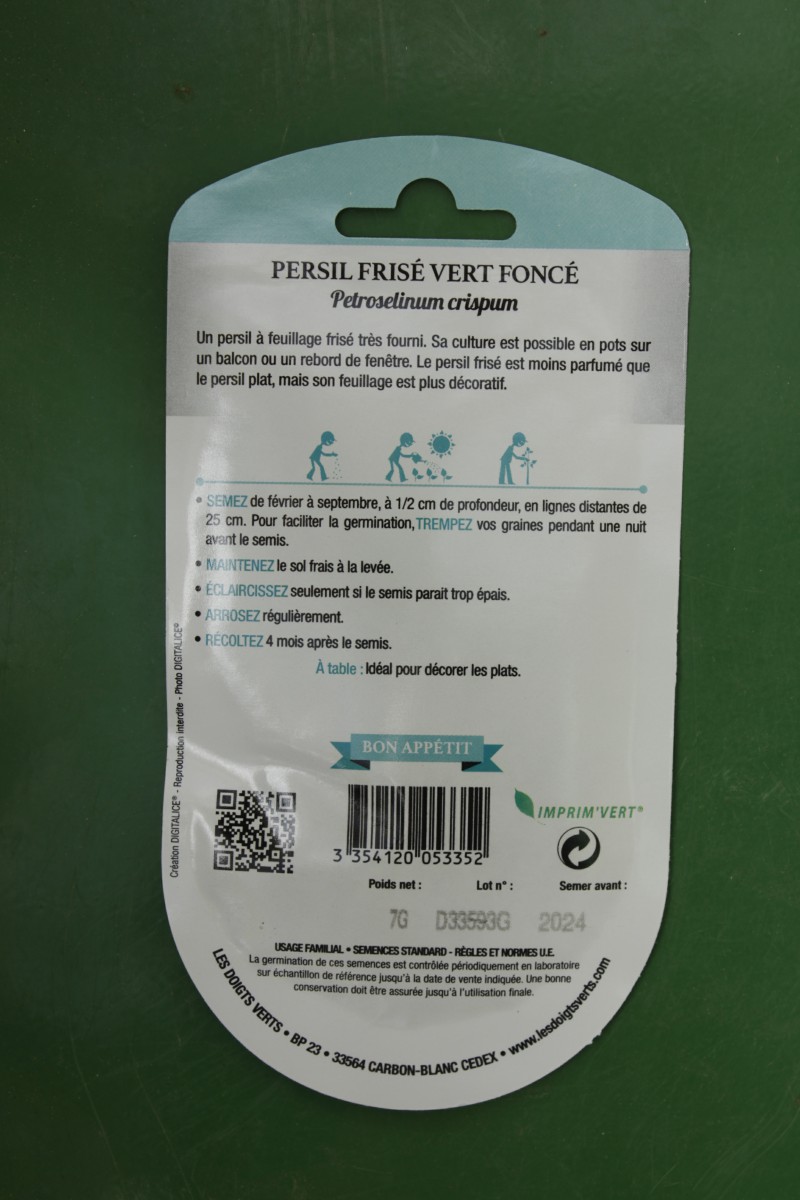 PERSIL FRISÉ VERT FONCÉ
Petroselinum crispum
Un persil à feuillage frisé très fourni. Sa culture est possible en pots sur
un balcon ou un rebord de fenêtre. Le persil frisé est moins parfumé que
le persil plat, mais son feuillage est plus décoratif.
• SEMEZ de février à septembre, à 1/2 cm de profondeur, en lignes distantes de
25 cm. Pour faciliter la germination, TREMPEZ vos graines pendant une nuit
avant le semis.
• MAINTENEZ le sol frais à la levée.
• ÉCLAIRCISSEZ seulement si le semis parait trop épais.
• ARROSEZ régulièrement.
• RÉCOLTEZ 4 mois après le semis.
À table : Idéal pour décorer les plats.
Création DIGITALICE® - Reproduction interdite - Photo DIGITALICE®
BON APPÉTIT
IMPRIM'VERT®
3 354120 053352
Poids net : Lot n° : Semer avant :
7G D33593G 2024
USAGE FAMILIAL • SEMENCES STANDARD - RÈGLES ET NORMES U.E.
La germination de ces semences est contrôlée périodiquement en laboratoire
sur échantillon de référence jusqu'à la date de vente indiquée. Une bonne
conservation doit être assurée jusqu'à l'utilisation finale.
LES DOIGTS VERTS • BP 23 • 33564 CARBON-BLANC CEDEX • www.lesdoigtsverts.com